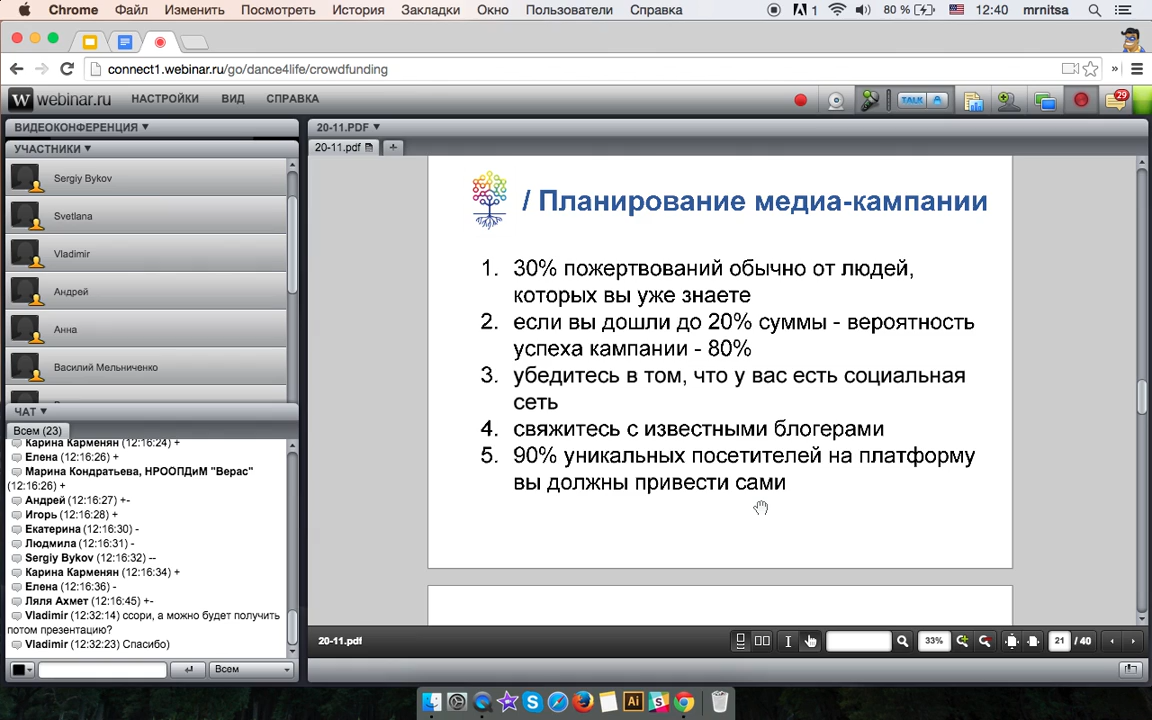 Chrome Файл Изменить Посмотреть История Закладки Окно Пользователи Справка 1 80 % 12:40 mrnitsa
connect1.webinar.ru/go/dance4life/crowdfunding
W webinar.ru НАСТРОЙКИ ВИД СПРАВКА TALK 29
ВИДЕОКОНФЕРЕНЦИЯ
УЧАСТНИКИ
Sergiy Bykov
Svetlana
Vladimir
Андрей
Анна
Василий Мельниченко
ЧАТ
Всем (23)
Карина Карменян (12:16:24) +
Елена (12:16:26) +
Марина Кондратьева, НРООПДиМ "Верас"
(12:16:26) +
Андрей (12:16:27) +-
Игорь (12:16:28) +
Екатерина (12:16:30) -
Людмила (12:16:31) -
Sergiy Bykov (12:16:32) --
Карина Карменян (12:16:34) +
Елена (12:16:36) -
Ляля Ахмет (12:16:45) +-
Vladimir (12:32:14) ссори, а можно будет получить
потом презентацию?
Vladimir (12:32:23) Спасибо)
Всем
20-11.PDF
20-11.pdf
/ Планирование медиа-кампании
1. 30% пожертвований обычно от людей,
которых вы уже знаете
2. если вы дошли до 20% суммы - вероятность
успеха кампании - 80%
3. убедитесь в том, что у вас есть социальная
сеть
4. свяжитесь с известными блогерами
5. 90% уникальных посетителей на платформу
вы должны привести сами
20-11.pdf 33% 21 / 40
Ai